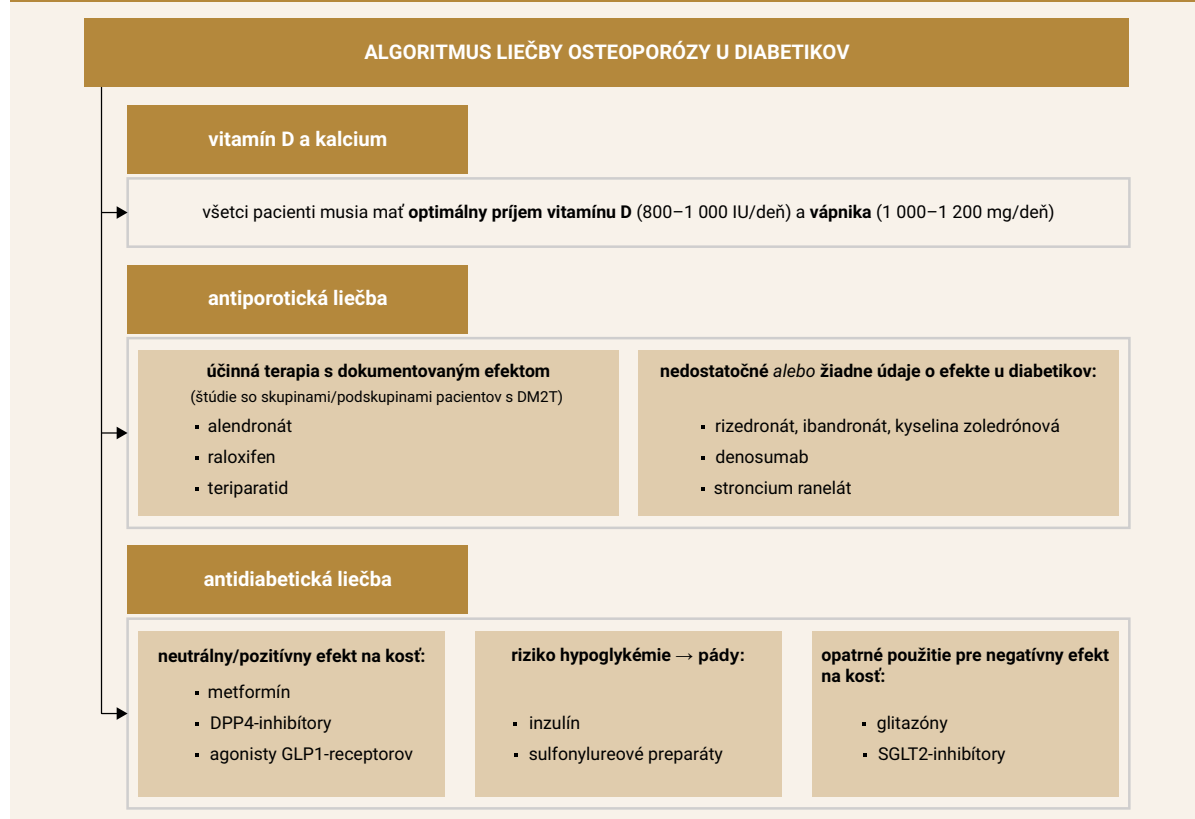 ALGORITMUS LIEČBY OSTEOPORÓZY U DIABETIKOV
vitamín D a kalcium
všetci pacienti musia mať optimálny príjem vitamínu D (800–1 000 IU/deň) a vápnika (1 000–1 200 mg/deň)
antiporotická liečba
účinná terapia s dokumentovaným efektom
(štúdie so skupinami/podskupinami pacientov s DM2T)
▪ alendronát
▪ raloxifen
▪ teriparatid
nedostatočné alebo žiadne údaje o efekte u diabetikov:
▪ rizedronát, ibandronát, kyselina zoledrónová
▪ denosumab
▪ stroncium ranelát
antidiabetická liečba
neutrálny/pozitívny efekt na kosť:
▪ metformín
▪ DPP4-inhibítory
▪ agonisty GLP1-receptorov
riziko hypoglykémie → pády:
▪ inzulín
▪ sulfonylureové preparáty
opatrné použitie pre negatívny efekt
na kosť:
▪ glitazóny
▪ SGLT2-inhibítory